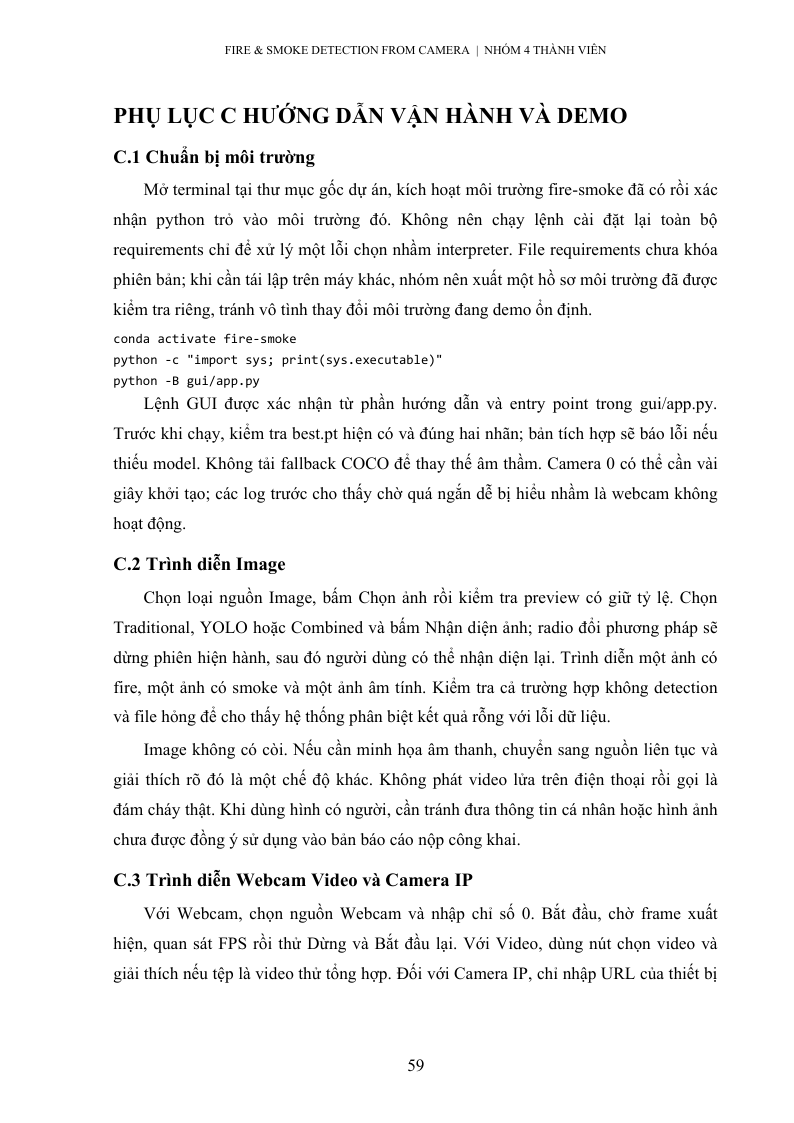 FIRE & SMOKE DETECTION FROM CAMERA | NHÓM 4 THÀNH VIÊN
PHỤ LỤC C HƯỚNG DẪN VẬN HÀNH VÀ DEMO
C.1 Chuẩn bị môi trường
Mở terminal tại thư mục gốc dự án, kích hoạt môi trường fire-smoke đã có rồi xác
nhận python trỏ vào môi trường đó. Không nên chạy lệnh cài đặt lại toàn bộ
requirements chỉ để xử lý một lỗi chọn nhầm interpreter. File requirements chưa khóa
phiên bản; khi cần tái lập trên máy khác, nhóm nên xuất một hồ sơ môi trường đã được
kiểm tra riêng, tránh vô tình thay đổi môi trường đang demo ổn định.
conda activate fire-smoke
python -c "import sys; print(sys.executable)"
python -B gui/app.py
Lệnh GUI được xác nhận từ phần hướng dẫn và entry point trong gui/app.py.
Trước khi chạy, kiểm tra best.pt hiện có và đúng hai nhãn; bản tích hợp sẽ báo lỗi nếu
thiếu model. Không tải fallback COCO để thay thế âm thầm. Camera 0 có thể cần vài
giây khởi tạo; các log trước cho thấy chờ quá ngắn dễ bị hiểu nhầm là webcam không
hoạt động.
C.2 Trình diễn Image
Chọn loại nguồn Image, bấm Chọn ảnh rồi kiểm tra preview có giữ tỷ lệ. Chọn
Traditional, YOLO hoặc Combined và bấm Nhận diện ảnh; radio đổi phương pháp sẽ
dừng phiên hiện hành, sau đó người dùng có thể nhận diện lại. Trình diễn một ảnh có
fire, một ảnh có smoke và một ảnh âm tính. Kiểm tra cả trường hợp không detection
và file hỏng để cho thấy hệ thống phân biệt kết quả rỗng với lỗi dữ liệu.
Image không có còi. Nếu cần minh họa âm thanh, chuyển sang nguồn liên tục và
giải thích rõ đó là một chế độ khác. Không phát video lửa trên điện thoại rồi gọi là
đám cháy thật. Khi dùng hình có người, cần tránh đưa thông tin cá nhân hoặc hình ảnh
chưa được đồng ý sử dụng vào bản báo cáo nộp công khai.
C.3 Trình diễn Webcam Video và Camera IP
Với Webcam, chọn nguồn Webcam và nhập chỉ số 0. Bắt đầu, chờ frame xuất
hiện, quan sát FPS rồi thử Dừng và Bắt đầu lại. Với Video, dùng nút chọn video và
giải thích nếu tệp là video thử tổng hợp. Đối với Camera IP, chỉ nhập URL của thiết bị
59